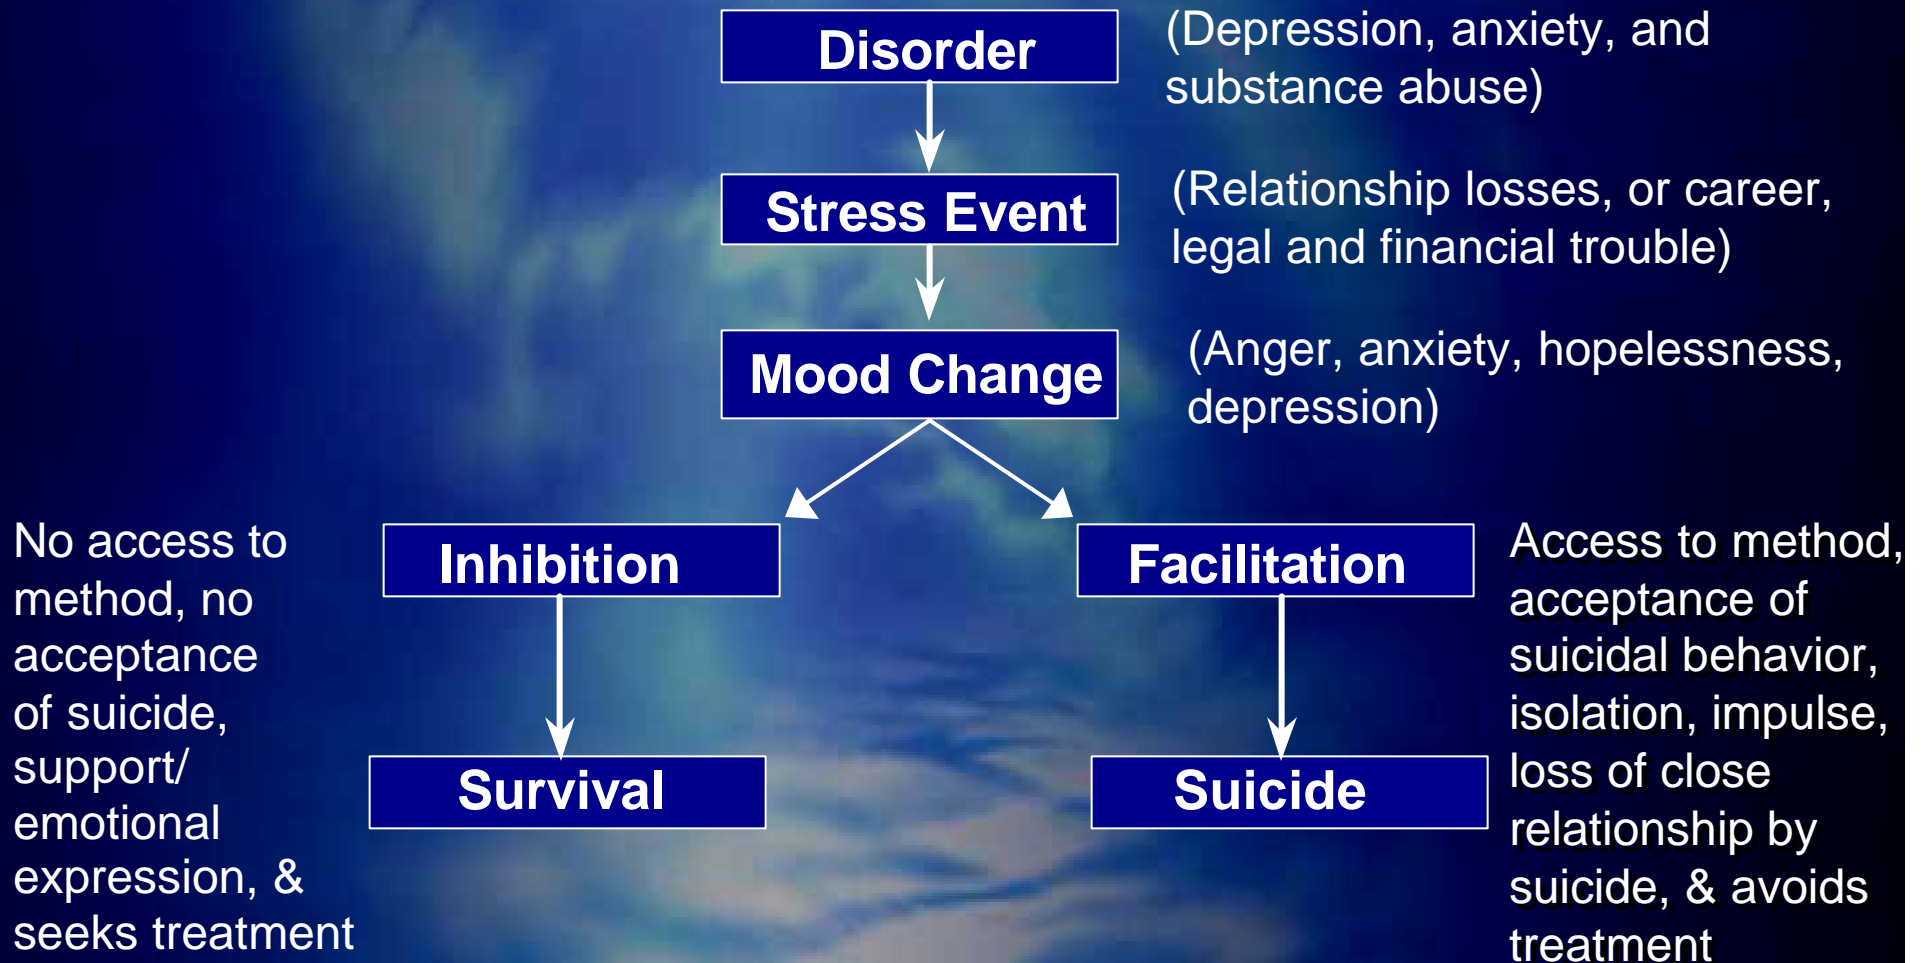 Disorder
(Depression, anxiety, and
substance abuse)
Stress Event
(Relationship losses, or career,
legal and financial trouble)
Mood Change
(Anger, anxiety, hopelessness,
depression)
No access to
method, no
acceptance
of suicide,
support/
emotional
expression, &
seeks treatment
Inhibition
Survival
Facilitation
Suicide
Access to method,
acceptance of
suicidal behavior,
isolation, impulse,
loss of close
relationship by
suicide, & avoids
treatment